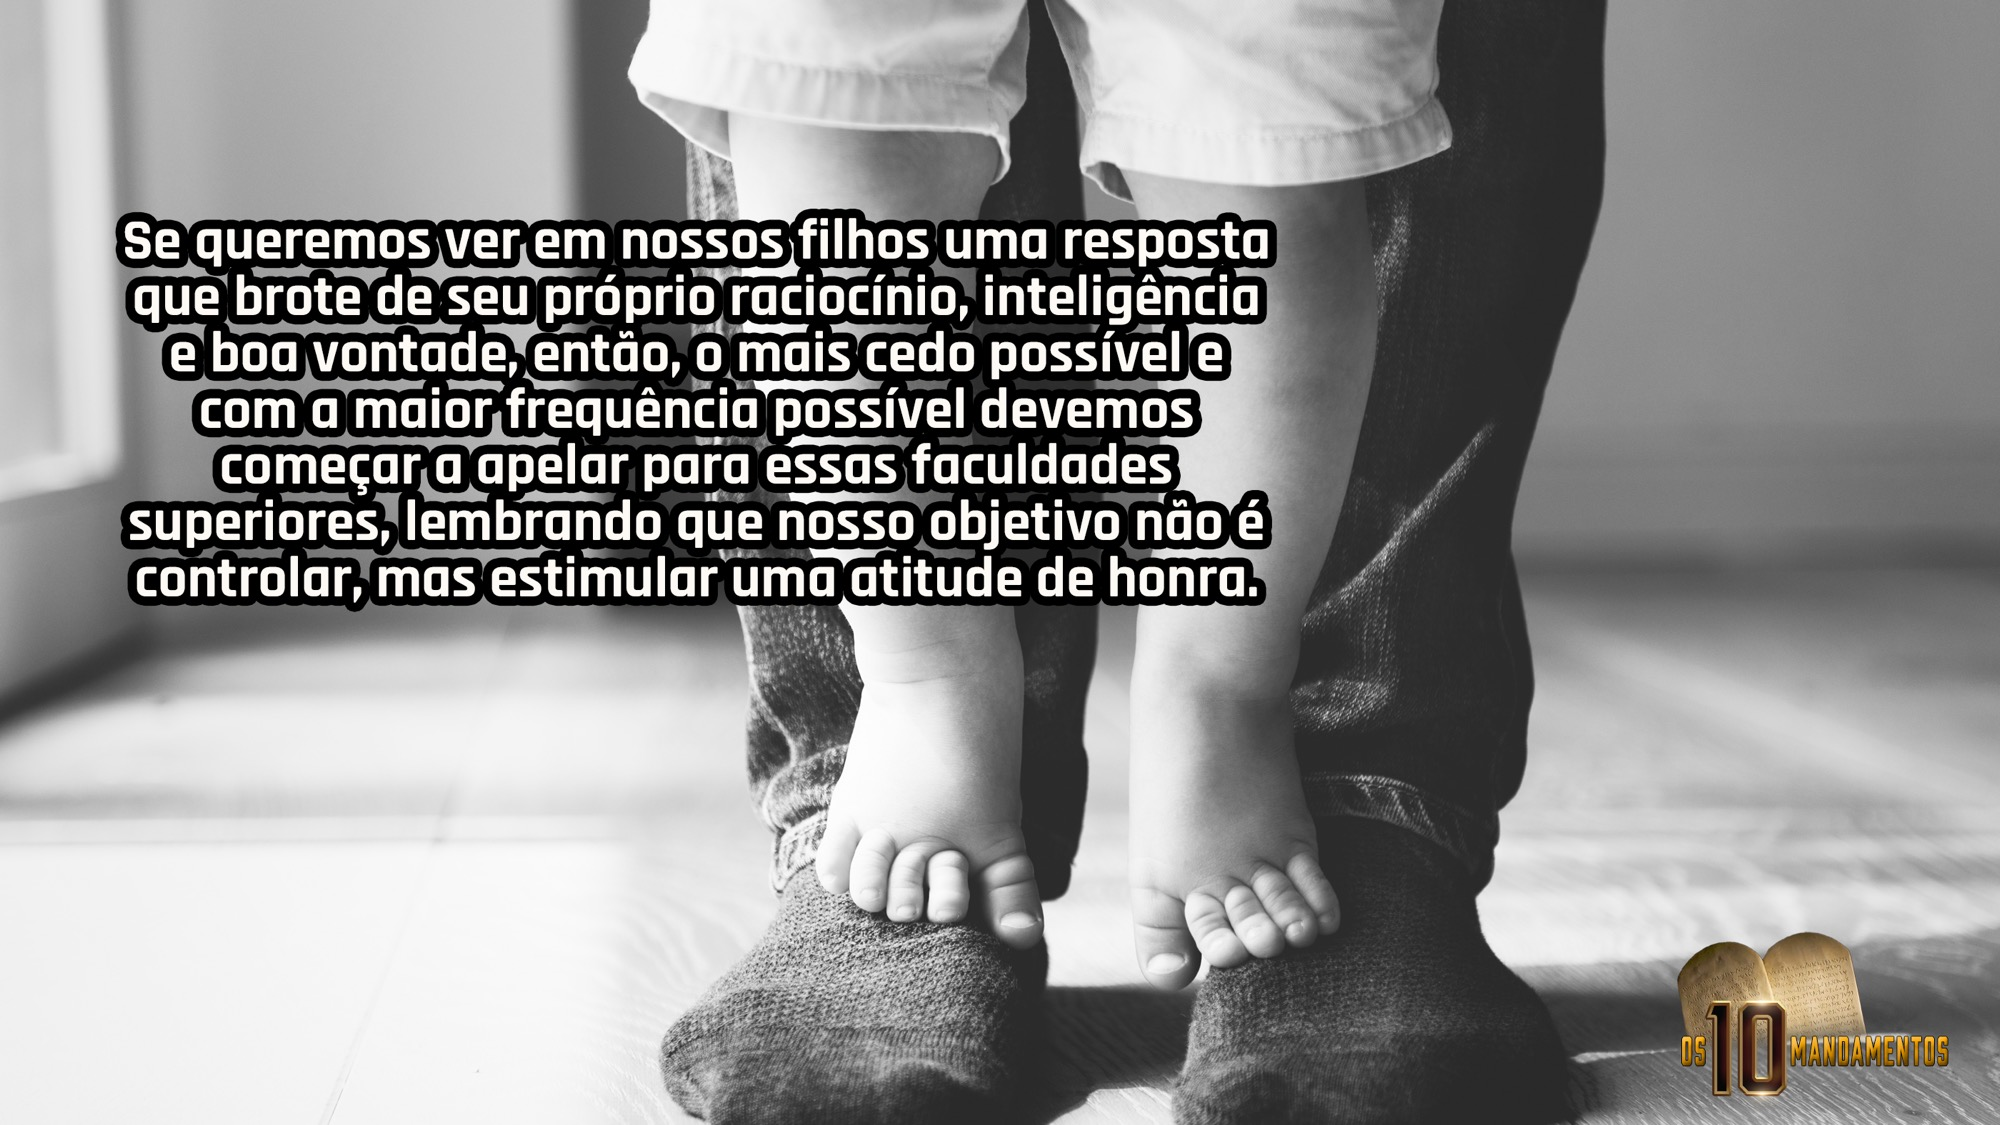 Se queremos ver em nossos filhos uma resposta
que brote de seu próprio raciocínio, inteligência
e boa vontade, então, o mais cedo possível e
com a maior frequência possível devemos
começar a apelar para essas faculdades
superiores, lembrando que nosso objetivo não é
controlar, mas estimular uma atitude de honra.
OS 10 MANDAMENTOS